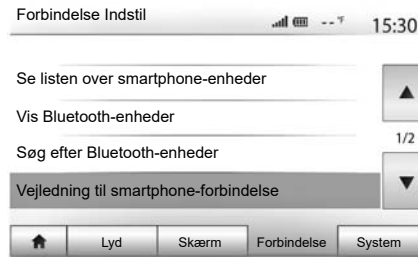 Forbindelse Indstil
--°F
15:30
Se listen over smartphone-enheder
Vis Bluetooth-enheder
Søg efter Bluetooth-enheder
Vejledning til smartphone-forbindelse
1/2
Lyd
Skærm
Forbindelse
System